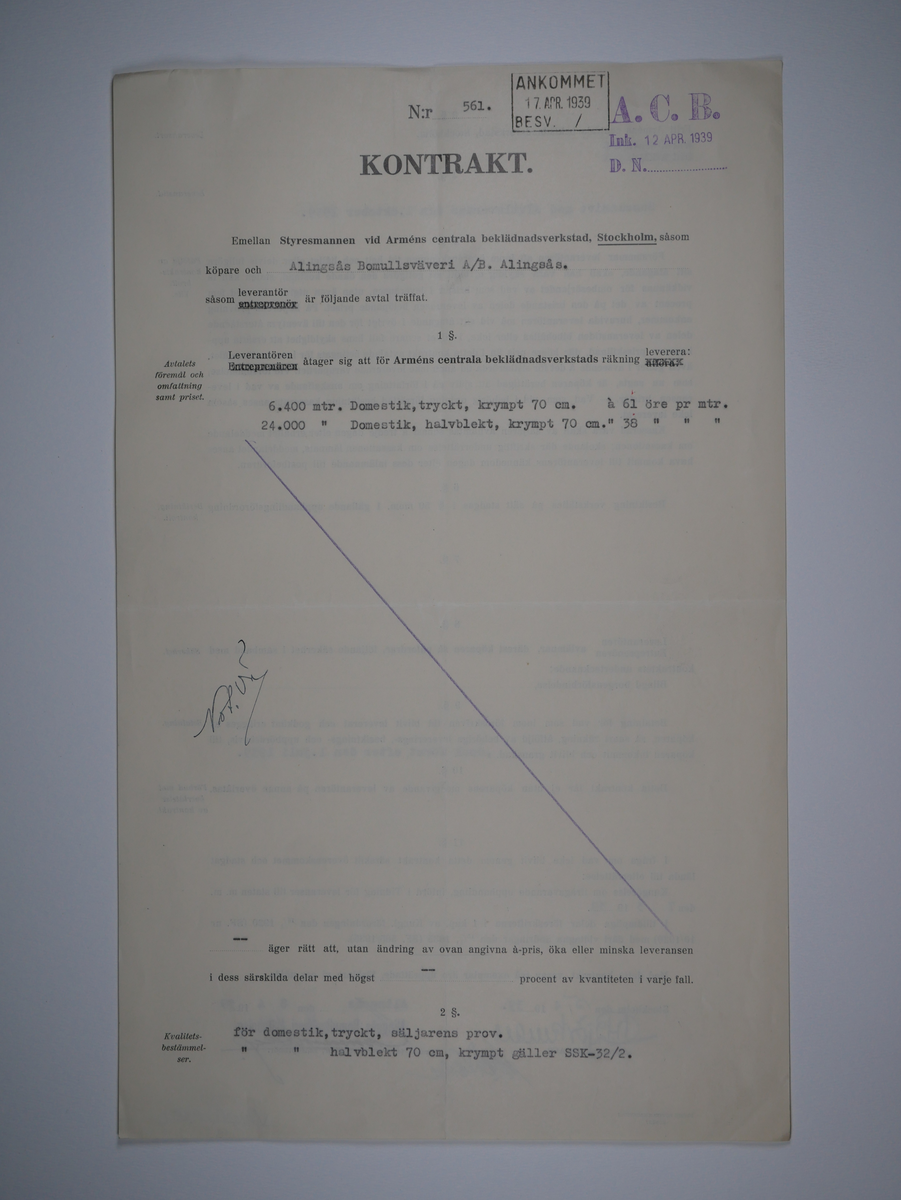 N:r 561.
ANKOMMET
17. APR. 1939
BESV. /
A. C. B.
Ink. 12 APR. 1939
D. N.
KONTRAKT.
Emellan Styresmannen vid Arméns centrala beklädnadsverkstad, Stockholm, såsom
köpare och Alingsås Bomullsväveri A/B. Alingsås.
såsom leverantör
entreprenör är följande avtal träffat.
1 §.
Avtalets
föremål och
omfattning
samt priset.
Leverantören
Entreprenören åtager sig att för Arméns centrala beklädnadsverkstads räkning leverera:
utföra:
6.400 mtr. Domestik,tryckt, krympt 70 cm. à 61 öre pr mtr.
24.000 " Domestik, halvblekt, krympt 70 cm." 38 " " "
Not.
— äger rätt att, utan ändring av ovan angivna à-pris, öka eller minska leveransen
i dess särskilda delar med högst — procent av kvantiteten i varje fall.
2 §.
Kvalitets-
bestämmel-
ser.
för domestik,tryckt, säljarens prov.
" " halvblekt 70 cm, krympt gäller SSK-32/2.